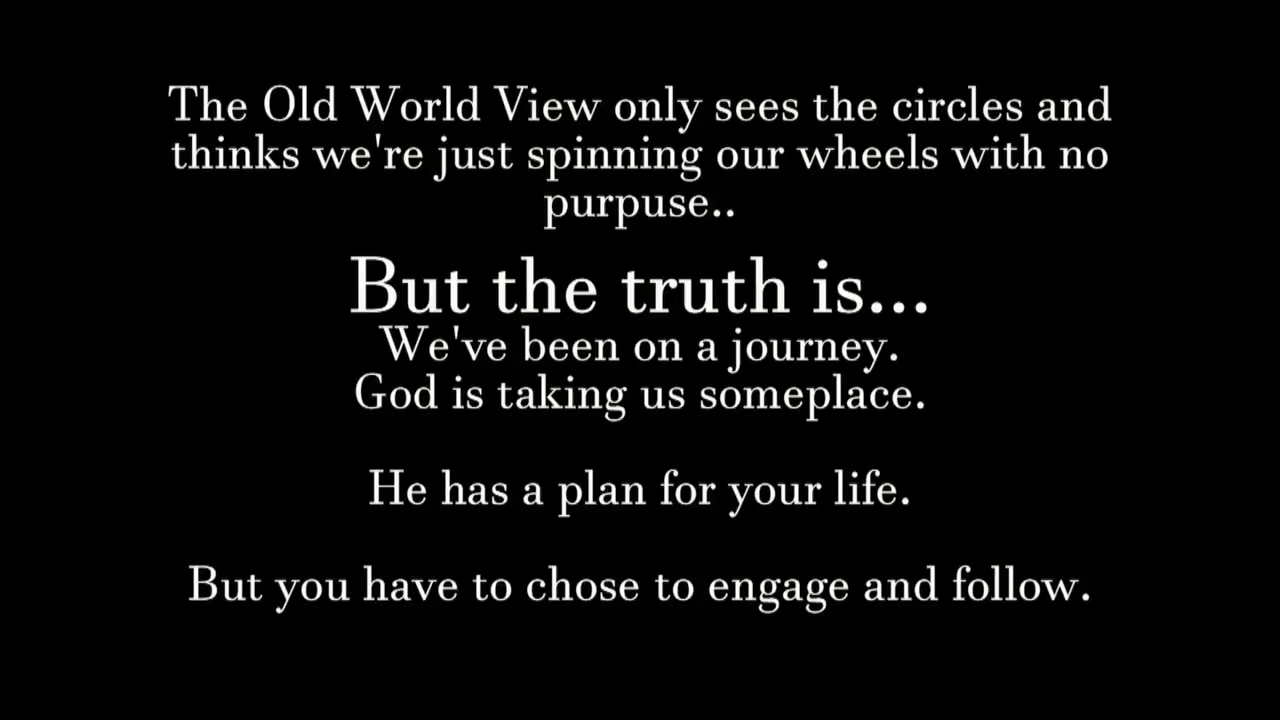 The Old World View only sees the circles and
thinks we're just spinning our wheels with no
purpuse..
But the truth is...
We've been on a journey.
God is taking us someplace.
He has a plan for your life.
But you have to chose to engage and follow.